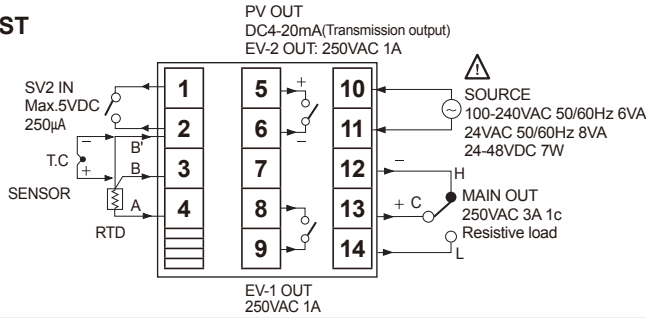 ST
PV OUT
DC4-20mA(Transmission output)
EV-2 OUT: 250VAC 1A
SV2 IN
Max.5VDC
250µA
T.C
SENSOR
RTD
B'
B
A
−
+
1
2
3
4
5
6
7
8
9
+
−
10
11
12
13
14
!
SOURCE
100-240VAC 50/60Hz 6VA
24VAC 50/60Hz 8VA
24-48VDC 7W
−
H
+ C
MAIN OUT
250VAC 3A 1c
Resistive load
L
EV-1 OUT
250VAC 1A